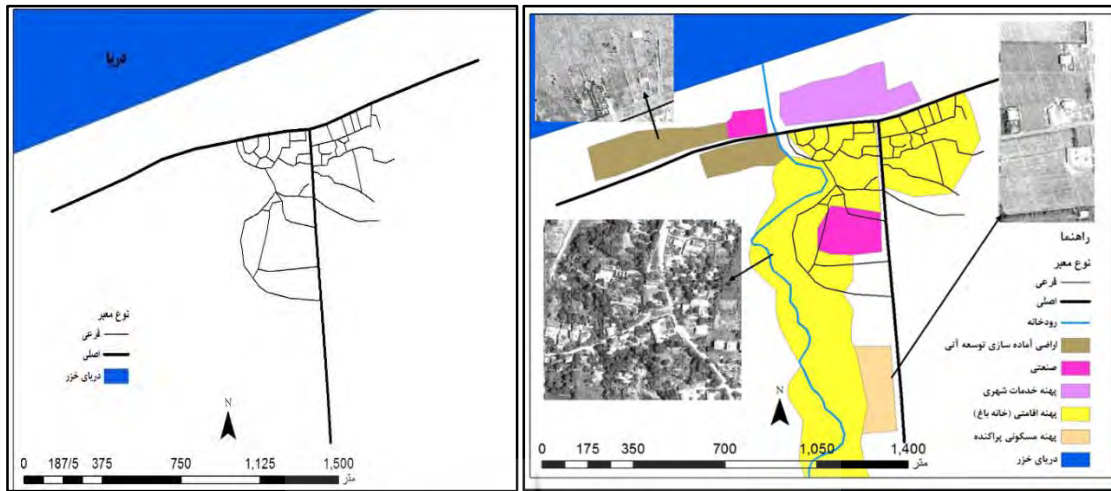 دریا
نوع معبر
فرعی
اصلی
دریای خزر
N
0 187/5 375 750 1,125 1,500
متر
راهنما
نوع معبر
فرعی
اصلی
رودخانه
اراضی آماده سازی توسعه آتی
صنعتی
پهنه خدمات شهری
پهنه اقامتی (خانه باغ)
پهنه مسکونی پراکنده
دریای خزر
N
0 175 350 700 1,050 1,400
متر